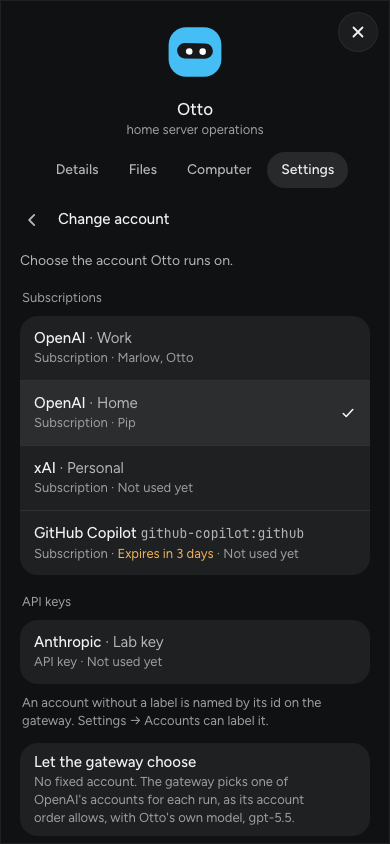 Otto
home server operations
Details Files Computer Settings
Change account
Choose the account Otto runs on.
Subscriptions
OpenAI · Work
Subscription · Marlow, Otto
OpenAI · Home
Subscription · Pip
xAI · Personal
Subscription · Not used yet
GitHub Copilot github-copilot:github
Subscription · Expires in 3 days · Not used yet
API keys
Anthropic · Lab key
API key · Not used yet
An account without a label is named by its id on the
gateway. Settings → Accounts can label it.
Let the gateway choose
No fixed account. The gateway picks one of
OpenAI's accounts for each run, as its account
order allows, with Otto's own model, gpt-5.5.